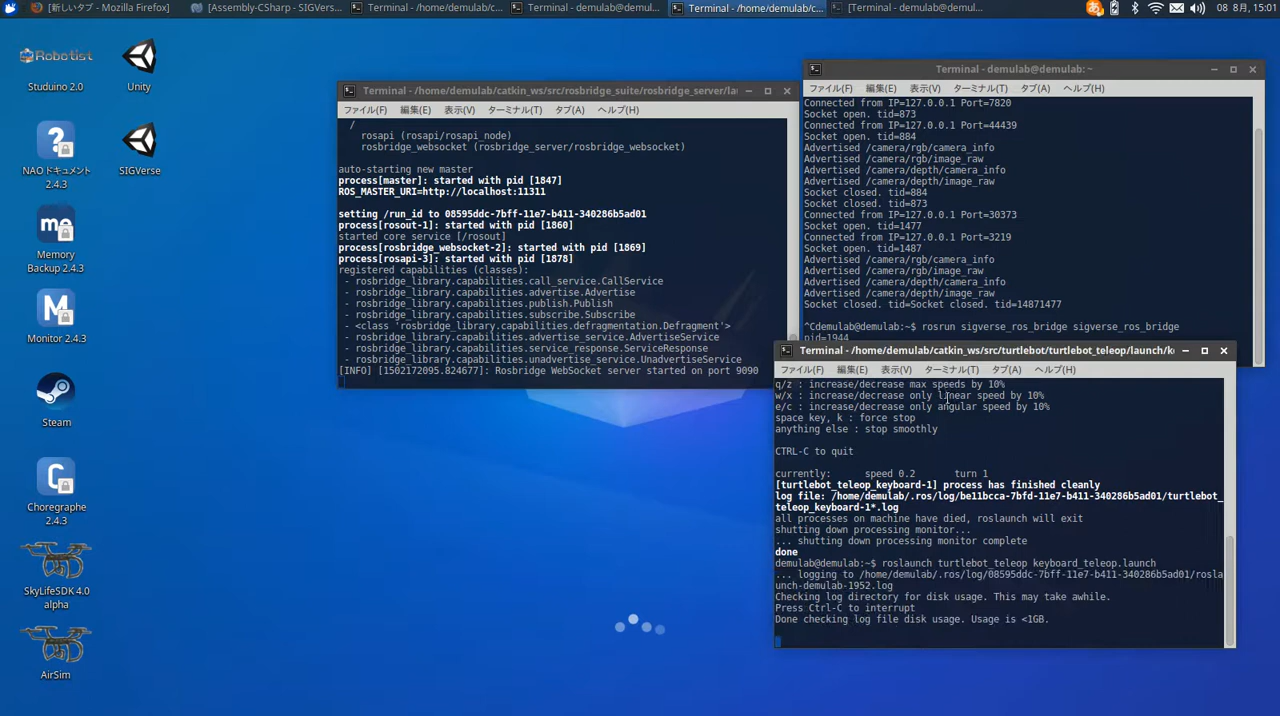 [新しいタブ - Mozilla Firefox]
[Assembly-CSharp - SIGVers...
Terminal - /home/demulab/c...
Terminal - demulab@demul...
Terminal - /home/demulab/c...
[Terminal - demulab@demul...
あ
08 8月, 15:01
Robotist
Studuino 2.0
Unity
NAO ドキュメント
2.4.3
SIGVerse
me
Memory
Backup 2.4.3
M
Monitor 2.4.3
Steam
C
Choregraphe
2.4.3
SkyLifeSDK 4.0
alpha
AirSim
Terminal - /home/demulab/catkin_ws/src/rosbridge_suite/rosbridge_server/la
ファイル(F) 編集(E) 表示(V) ターミナル(T) タブ(A) ヘルプ(H)
/
rosapi (rosapi/rosapi_node)
rosbridge_websocket (rosbridge_server/rosbridge_websocket)
auto-starting new master
process[master]: started with pid [1847]
ROS_MASTER_URI=http://localhost:11311
setting /run_id to 08595ddc-7bff-11e7-b411-340286b5ad01
process[rosout-1]: started with pid [1860]
started core service [/rosout]
process[rosbridge_websocket-2]: started with pid [1869]
process[rosapi-3]: started with pid [1878]
registered capabilities (classes):
- rosbridge_library.capabilities.call_service.CallService
- rosbridge_library.capabilities.advertise.Advertise
- rosbridge_library.capabilities.publish.Publish
- rosbridge_library.capabilities.subscribe.Subscribe
- <class 'rosbridge_library.capabilities.defragmentation.Defragment'>
- rosbridge_library.capabilities.advertise_service.AdvertiseService
- rosbridge_library.capabilities.service_response.ServiceResponse
- rosbridge_library.capabilities.unadvertise_service.UnadvertiseService
[INFO] [1502172095.824677]: Rosbridge WebSocket server started on port 9090
Terminal - demulab@demulab: ~
ファイル(F) 編集(E) 表示(V) ターミナル(T) タブ(A) ヘルプ(H)
Connected from IP=127.0.0.1 Port=7820
Socket open. tid=873
Connected from IP=127.0.0.1 Port=44439
Socket open. tid=884
Advertised /camera/rgb/camera_info
Advertised /camera/rgb/image_raw
Advertised /camera/depth/camera_info
Advertised /camera/depth/image_raw
Socket closed. tid=884
Socket closed. tid=873
Connected from IP=127.0.0.1 Port=30373
Socket open. tid=1477
Connected from IP=127.0.0.1 Port=3219
Socket open. tid=1487
Advertised /camera/rgb/camera_info
Advertised /camera/rgb/image_raw
Advertised /camera/depth/camera_info
Advertised /camera/depth/image_raw
Socket closed. tid=Socket closed. tid=14871477
^Cdemulab@demulab:~$ rosrun sigverse_ros_bridge sigverse_ros_bridge
pid=1944
Terminal - /home/demulab/catkin_ws/src/turtlebot/turtlebot_teleop/launch/k
ファイル(F) 編集(E) 表示(V) ターミナル(T) タブ(A) ヘルプ(H)
q/z : increase/decrease max speeds by 10%
w/x : increase/decrease only linear speed by 10%
e/c : increase/decrease only angular speed by 10%
space key, k : force stop
anything else : stop smoothly
CTRL-C to quit
currently: speed 0.2 turn 1
[turtlebot_teleop_keyboard-1] process has finished cleanly
log file: /home/demulab/.ros/log/be11bcca-7bfd-11e7-b411-340286b5ad01/turtlebot_
teleop_keyboard-1*.log
all processes on machine have died, roslaunch will exit
shutting down processing monitor...
... shutting down processing monitor complete
done
demulab@demulab:~$ roslaunch turtlebot_teleop keyboard_teleop.launch
... logging to /home/demulab/.ros/log/08595ddc-7bff-11e7-b411-340286b5ad01/rosla
unch-demulab-1952.log
Checking log directory for disk usage. This may take awhile.
Press Ctrl-C to interrupt
Done checking log file disk usage. Usage is <1GB.